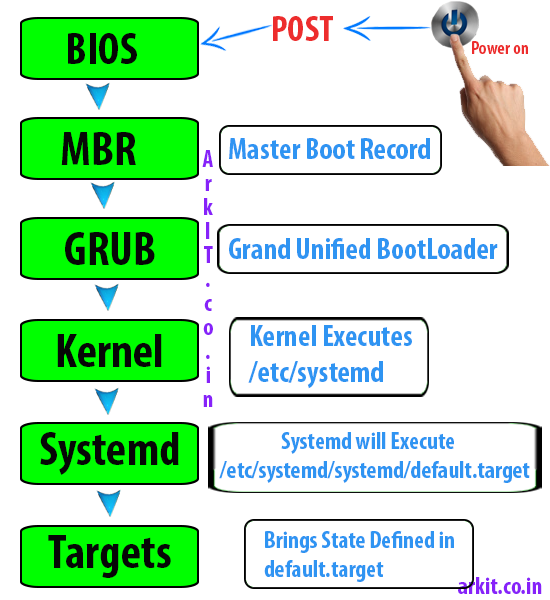 POST
Power on
BIOS
MBR
Master Boot Record
GRUB
Grand Unified BootLoader
ArkIT.co.in
Kernel
Kernel Executes
/etc/systemd
Systemd
Systemd will Execute
/etc/systemd/systemd/default.target
Targets
Brings State Defined in
default.target
arkit.co.in